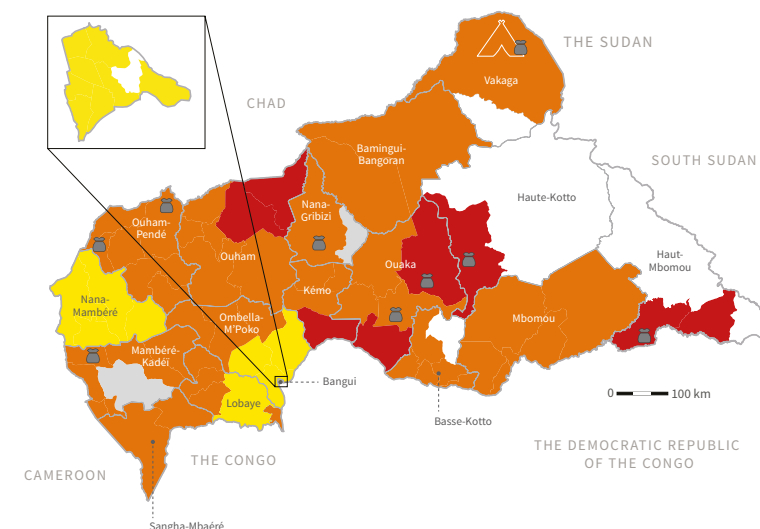 THE SUDAN
Vakaga
CHAD
Bamingui-
Bangoran
SOUTH SUDAN
Haute-Kotto
Nana-
Gribizi
Ouham-
Pendé
Ouham
Ouaka
Haut-
Mbomou
Kémo
Nana-
Mambéré
Ombella-
M'Poko
Mbomou
Mambéré-
Kadéï
Bangui
0
100 km
Lobaye
Basse-Kotto
THE DEMOCRATIC REPUBLIC
OF THE CONGO
THE CONGO
CAMEROON
Sangha-Mbaéré